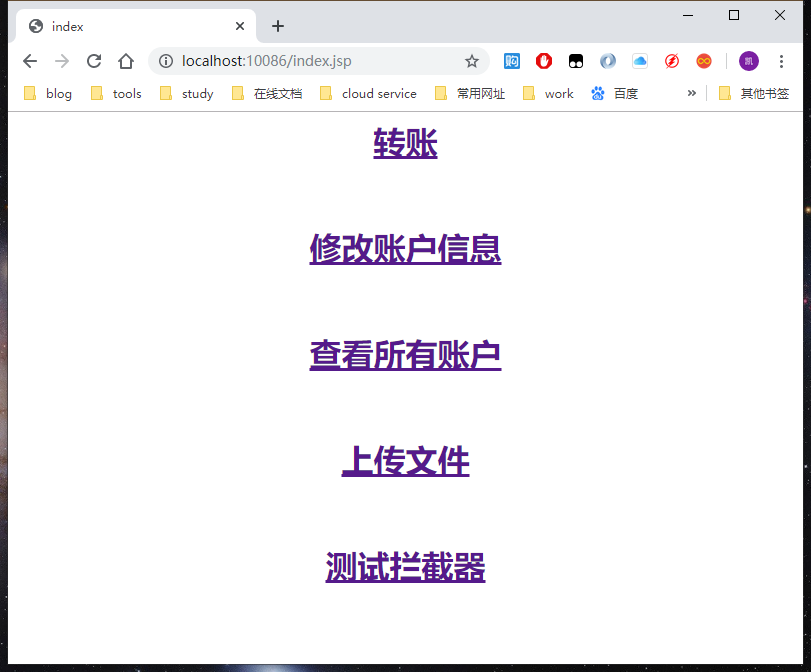 index
localhost:10086/index.jsp
购
凯
blog tools study 在线文档 cloud service 常用网址 work 百度 » 其他书签
转账
修改账户信息
查看所有账户
上传文件
测试拦截器